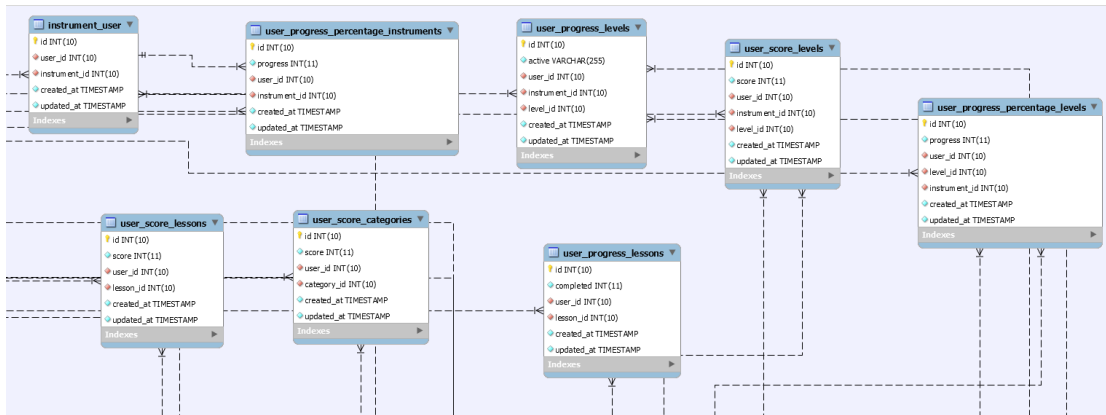 instrument_user
id INT(10)
user_id INT(10)
instrument_id INT(10)
created_at TIMESTAMP
updated_at TIMESTAMP
Indexes
user_progress_percentage_instruments
id INT(10)
progress INT(11)
user_id INT(10)
instrument_id INT(10)
created_at TIMESTAMP
updated_at TIMESTAMP
Indexes
user_progress_levels
id INT(10)
active VARCHAR(255)
user_id INT(10)
instrument_id INT(10)
level_id INT(10)
created_at TIMESTAMP
updated_at TIMESTAMP
Indexes
user_score_levels
id INT(10)
score INT(11)
user_id INT(10)
instrument_id INT(10)
level_id INT(10)
created_at TIMESTAMP
updated_at TIMESTAMP
Indexes
user_progress_percentage_levels
id INT(10)
progress INT(11)
user_id INT(10)
level_id INT(10)
instrument_id INT(10)
created_at TIMESTAMP
updated_at TIMESTAMP
Indexes
user_score_lessons
id INT(10)
score INT(11)
user_id INT(10)
lesson_id INT(10)
created_at TIMESTAMP
updated_at TIMESTAMP
Indexes
user_score_categories
id INT(10)
score INT(11)
user_id INT(10)
category_id INT(10)
created_at TIMESTAMP
updated_at TIMESTAMP
Indexes
user_progress_lessons
id INT(10)
completed INT(11)
user_id INT(10)
lesson_id INT(10)
created_at TIMESTAMP
updated_at TIMESTAMP
Indexes